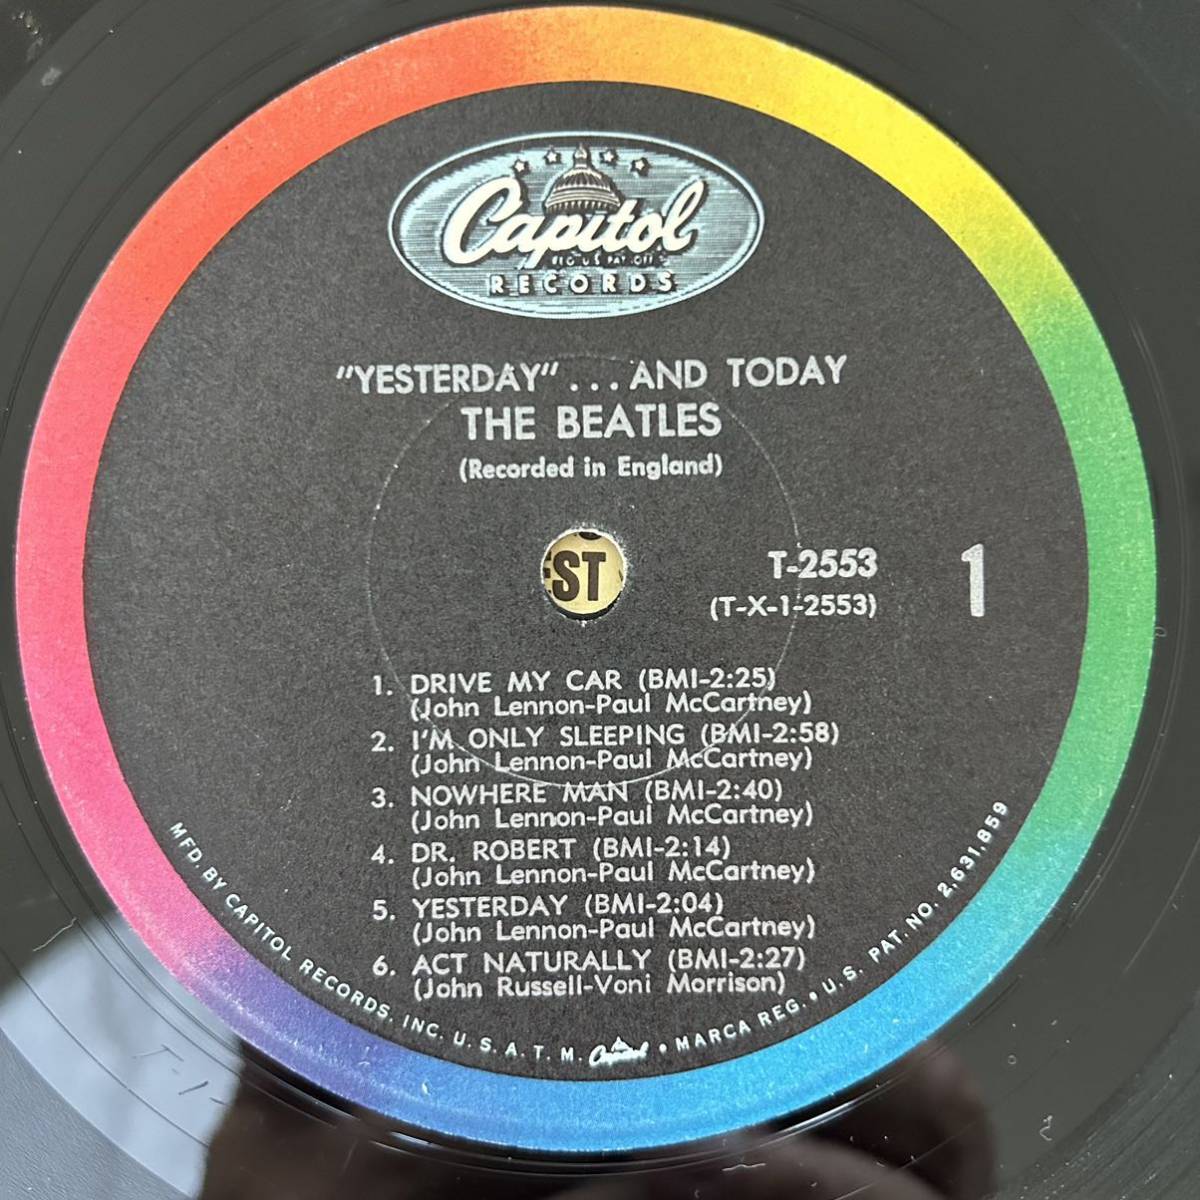 Capitol
REG. U.S. PAT. OFF.
RECORDS
"YESTERDAY" ... AND TODAY
THE BEATLES
(Recorded in England)
ST
T-2553
(T-X-1-2553)
1
1. DRIVE MY CAR (BMI-2:25)
(John Lennon-Paul McCartney)
2. I'M ONLY SLEEPING (BMI-2:58)
(John Lennon-Paul McCartney)
3. NOWHERE MAN (BMI-2:40)
(John Lennon-Paul McCartney)
4. DR. ROBERT (BMI-2:14)
(John Lennon-Paul McCartney)
5. YESTERDAY (BMI-2:04)
(John Lennon-Paul McCartney)
6. ACT NATURALLY (BMI-2:27)
(John Russell-Voni Morrison)
MFD. BY CAPITOL RECORDS, INC. U.S.A. T.M. Capitol • MARCA REG. • U.S. PAT. NO. 2,631,859